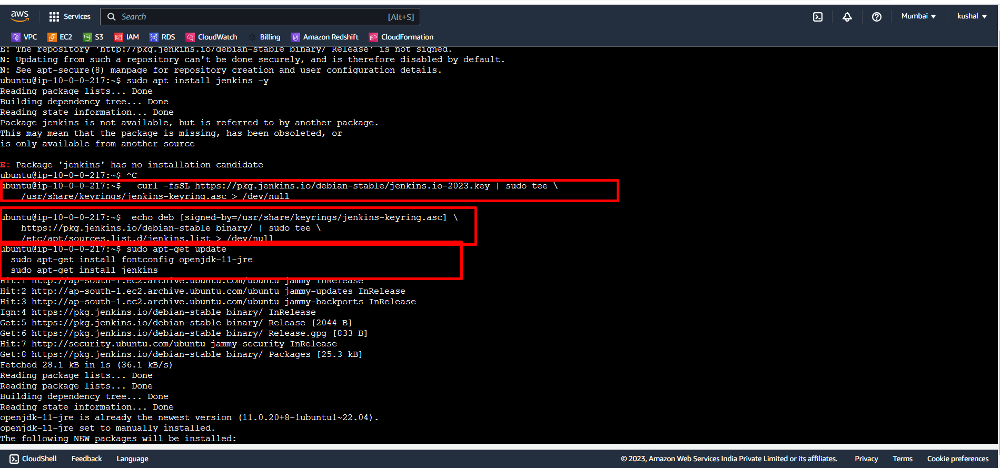 aws
Services
Search
[Alt+S]
Mumbai ▼
kushal ▼
VPC
EC2
S3
IAM
RDS
CloudWatch
Billing
Amazon Redshift
CloudFormation
E: The repository 'http://pkg.jenkins.io/debian-stable binary/ Release' is not signed.
N: Updating from such a repository can't be done securely, and is therefore disabled by default.
N: See apt-secure(8) manpage for repository creation and user configuration details.
ubuntu@ip-10-0-0-217:~$ sudo apt install jenkins -y
Reading package lists... Done
Building dependency tree... Done
Reading state information... Done
Package jenkins is not available, but is referred to by another package.
This may mean that the package is missing, has been obsoleted, or
is only available from another source
E: Package 'jenkins' has no installation candidate
ubuntu@ip-10-0-0-217:~$ ^C
ubuntu@ip-10-0-0-217:~$   curl -fsSL https://pkg.jenkins.io/debian-stable/jenkins.io-2023.key | sudo tee \
    /usr/share/keyrings/jenkins-keyring.asc > /dev/null
ubuntu@ip-10-0-0-217:~$  echo deb [signed-by=/usr/share/keyrings/jenkins-keyring.asc] \
    https://pkg.jenkins.io/debian-stable binary/ | sudo tee \
    /etc/apt/sources.list.d/jenkins.list > /dev/null
ubuntu@ip-10-0-0-217:~$ sudo apt-get update
  sudo apt-get install fontconfig openjdk-11-jre
  sudo apt-get install jenkins
Hit:1 http://ap-south-1.ec2.archive.ubuntu.com/ubuntu jammy InRelease
Hit:2 http://ap-south-1.ec2.archive.ubuntu.com/ubuntu jammy-updates InRelease
Hit:3 http://ap-south-1.ec2.archive.ubuntu.com/ubuntu jammy-backports InRelease
Ign:4 https://pkg.jenkins.io/debian-stable binary/ InRelease
Get:5 https://pkg.jenkins.io/debian-stable binary/ Release [2044 B]
Get:6 https://pkg.jenkins.io/debian-stable binary/ Release.gpg [833 B]
Hit:7 http://security.ubuntu.com/ubuntu jammy-security InRelease
Get:8 https://pkg.jenkins.io/debian-stable binary/ Packages [25.3 kB]
Fetched 28.1 kB in 1s (36.1 kB/s)
Reading package lists... Done
Reading package lists... Done
Building dependency tree... Done
Reading state information... Done
openjdk-11-jre is already the newest version (11.0.20+8-1ubuntu1~22.04).
openjdk-11-jre set to manually installed.
The following NEW packages will be installed:
CloudShell
Feedback
Language
© 2023, Amazon Web Services India Private Limited or its affiliates.
Privacy
Terms
Cookie preferences